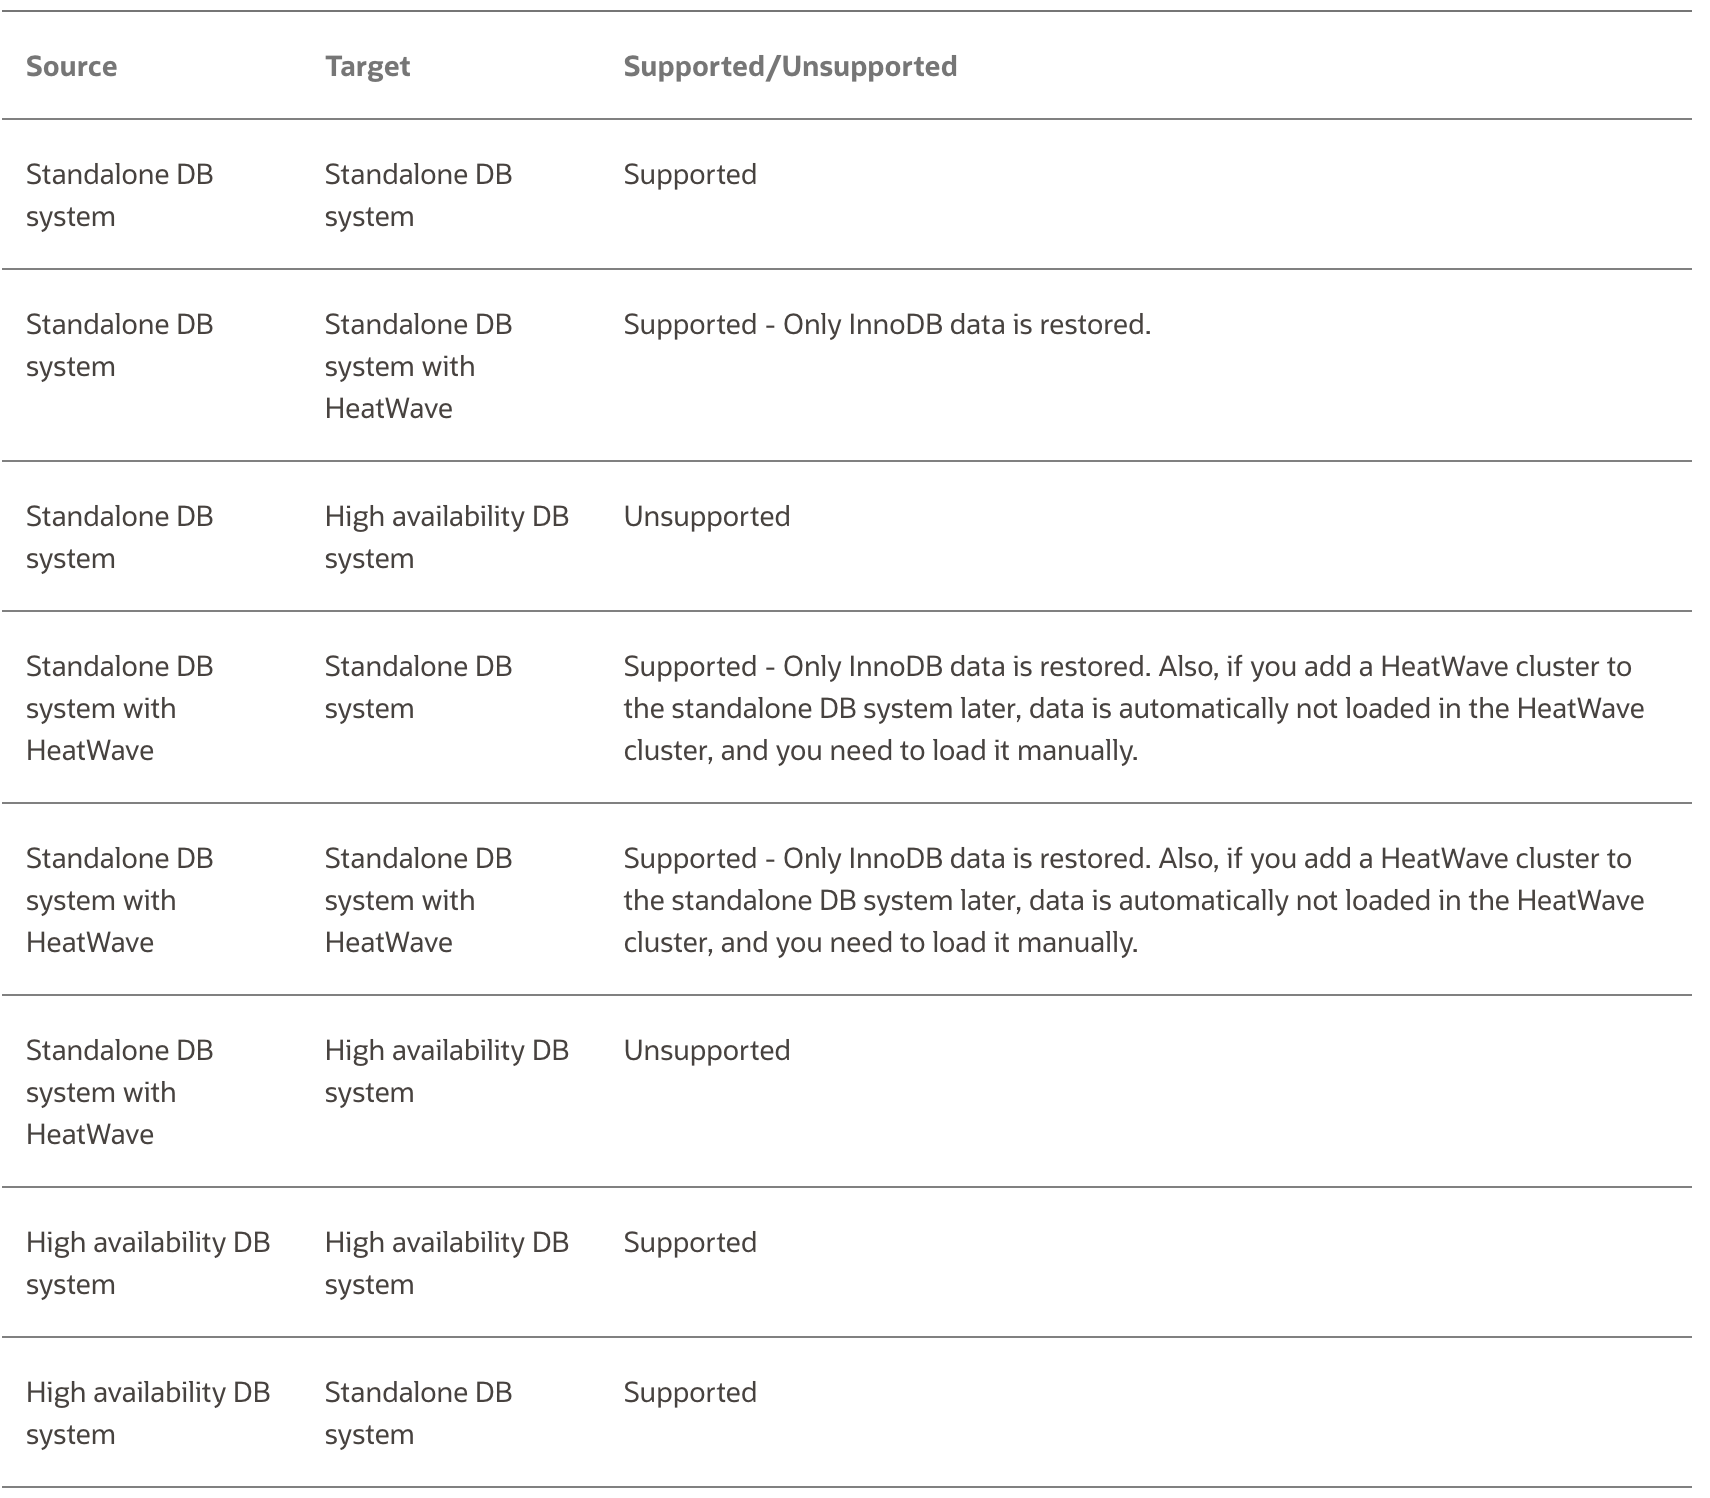 Source Target Supported/Unsupported
Standalone DB system
Standalone DB system
Supported
Standalone DB system
Standalone DB system with HeatWave
Supported - Only InnoDB data is restored.
Standalone DB system
High availability DB system
Unsupported
Standalone DB system with HeatWave
Standalone DB system
Supported - Only InnoDB data is restored. Also, if you add a HeatWave cluster to
the standalone DB system later, data is automatically not loaded in the HeatWave
cluster, and you need to load it manually.
Standalone DB system with HeatWave
Standalone DB system with HeatWave
Supported - Only InnoDB data is restored. Also, if you add a HeatWave cluster to
the standalone DB system later, data is automatically not loaded in the HeatWave
cluster, and you need to load it manually.
Standalone DB system with HeatWave
High availability DB system
Unsupported
High availability DB system
High availability DB system
Supported
High availability DB system
Standalone DB system
Supported